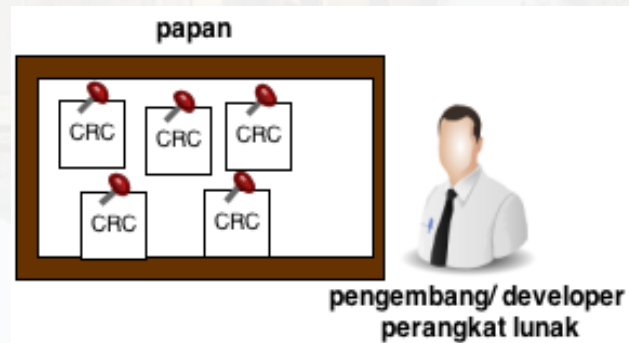 papan
CRC
CRC
CRC
CRC
CRC
pengembang/ developer
perangkat lunak